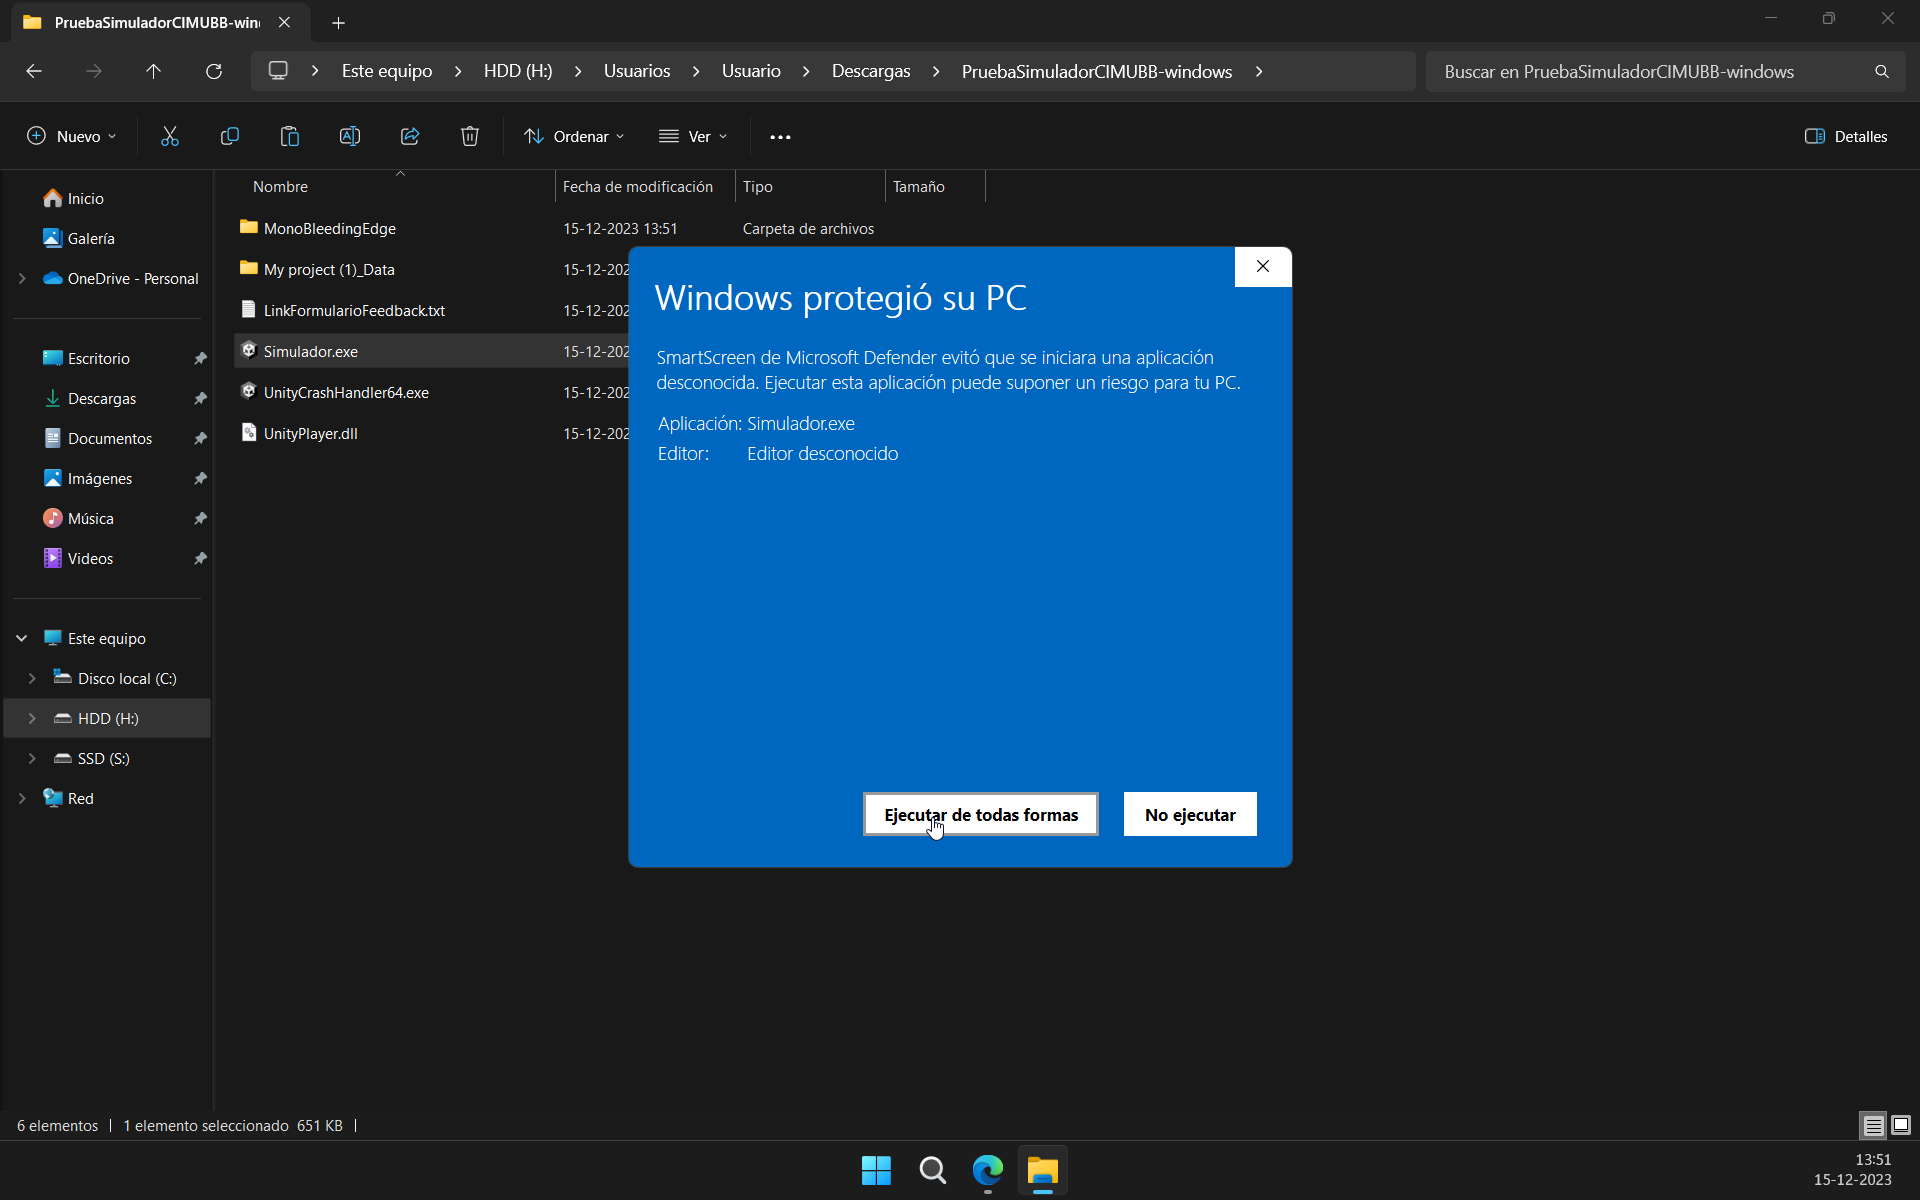 PruebaSimuladorCIMUBB-win
Este equipo > HDD (H:) > Usuarios > Usuario > Descargas > PruebaSimuladorCIMUBB-windows >
Buscar en PruebaSimuladorCIMUBB-windows
Nuevo
Ordenar
Ver
Detalles
Nombre
Fecha de modificación
Tipo
Tamaño
Inicio
Galería
OneDrive - Personal
Escritorio
Descargas
Documentos
Imágenes
Música
Videos
Este equipo
Disco local (C:)
HDD (H:)
SSD (S:)
Red
MonoBleedingEdge 15-12-2023 13:51 Carpeta de archivos
My project (1)_Data 15-12-202
LinkFormularioFeedback.txt 15-12-202
Simulador.exe 15-12-202
UnityCrashHandler64.exe 15-12-202
UnityPlayer.dll 15-12-202
Windows protegió su PC
SmartScreen de Microsoft Defender evitó que se iniciara una aplicación
desconocida. Ejecutar esta aplicación puede suponer un riesgo para tu PC.
Aplicación: Simulador.exe
Editor: Editor desconocido
Ejecutar de todas formas
No ejecutar
6 elementos
1 elemento seleccionado 651 KB
13:51
15-12-2023